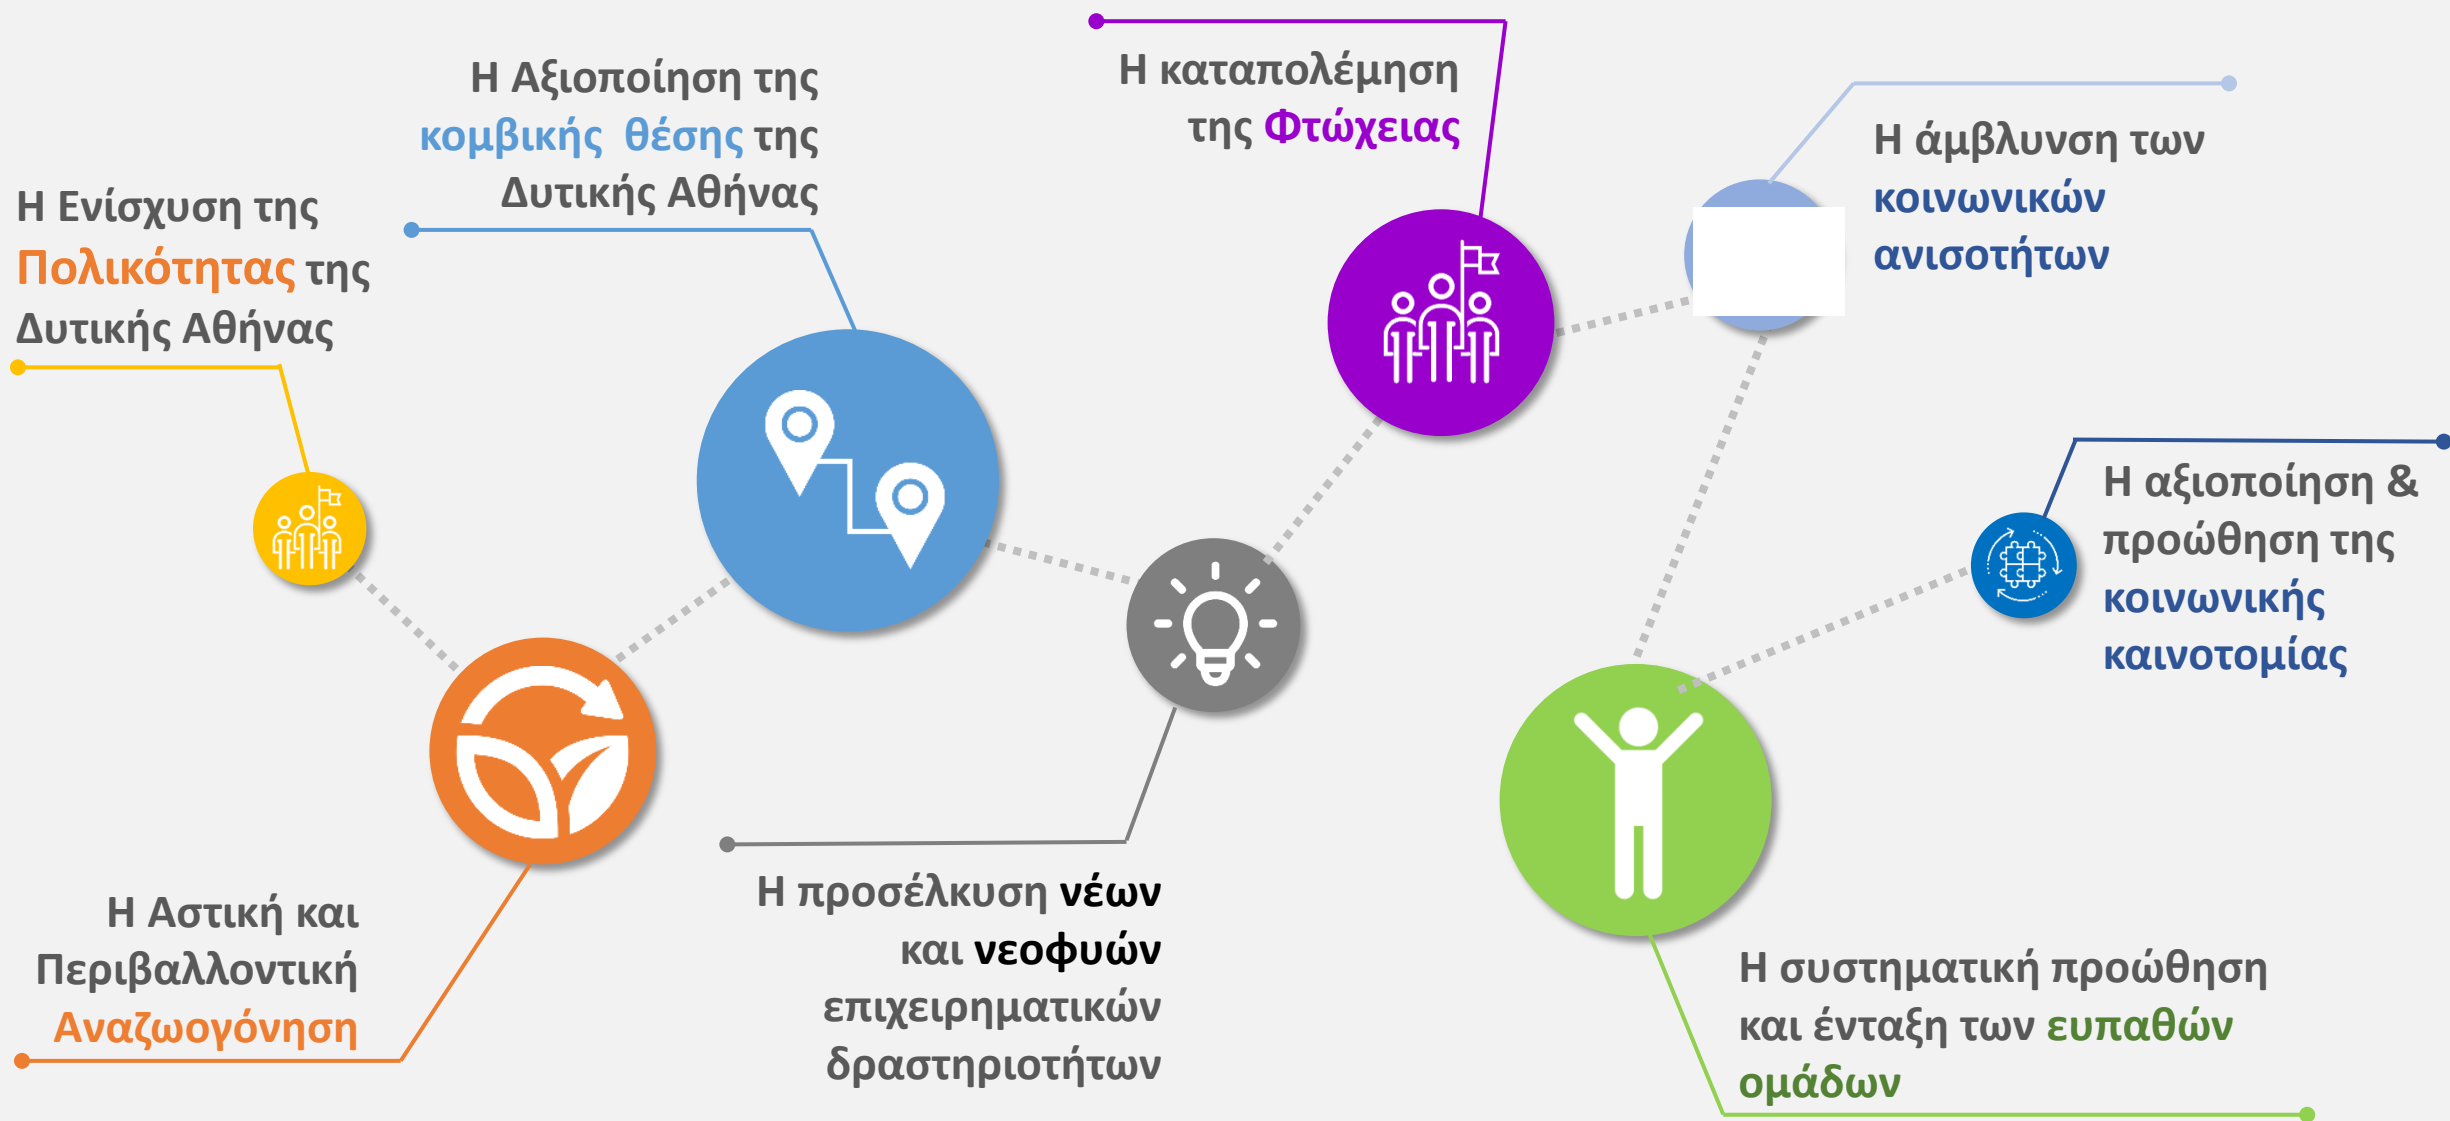 Η Ενίσχυση της
Πολικότητας της
Δυτικής Αθήνας
Η Αξιοποίηση της
κομβικής θέσης της
Δυτικής Αθήνας
Η καταπολέμηση
της Φτώχειας
Η άμβλυνση των
κοινωνικών
ανισοτήτων
Η αξιοποίηση &
προώθηση της
κοινωνικής
καινοτομίας
Η Αστική και
Περιβαλλοντική
Αναζωογόνηση
Η προσέλκυση νέων
και νεοφυών
επιχειρηματικών
δραστηριοτήτων
Η συστηματική προώθηση
και ένταξη των ευπαθών
ομάδων